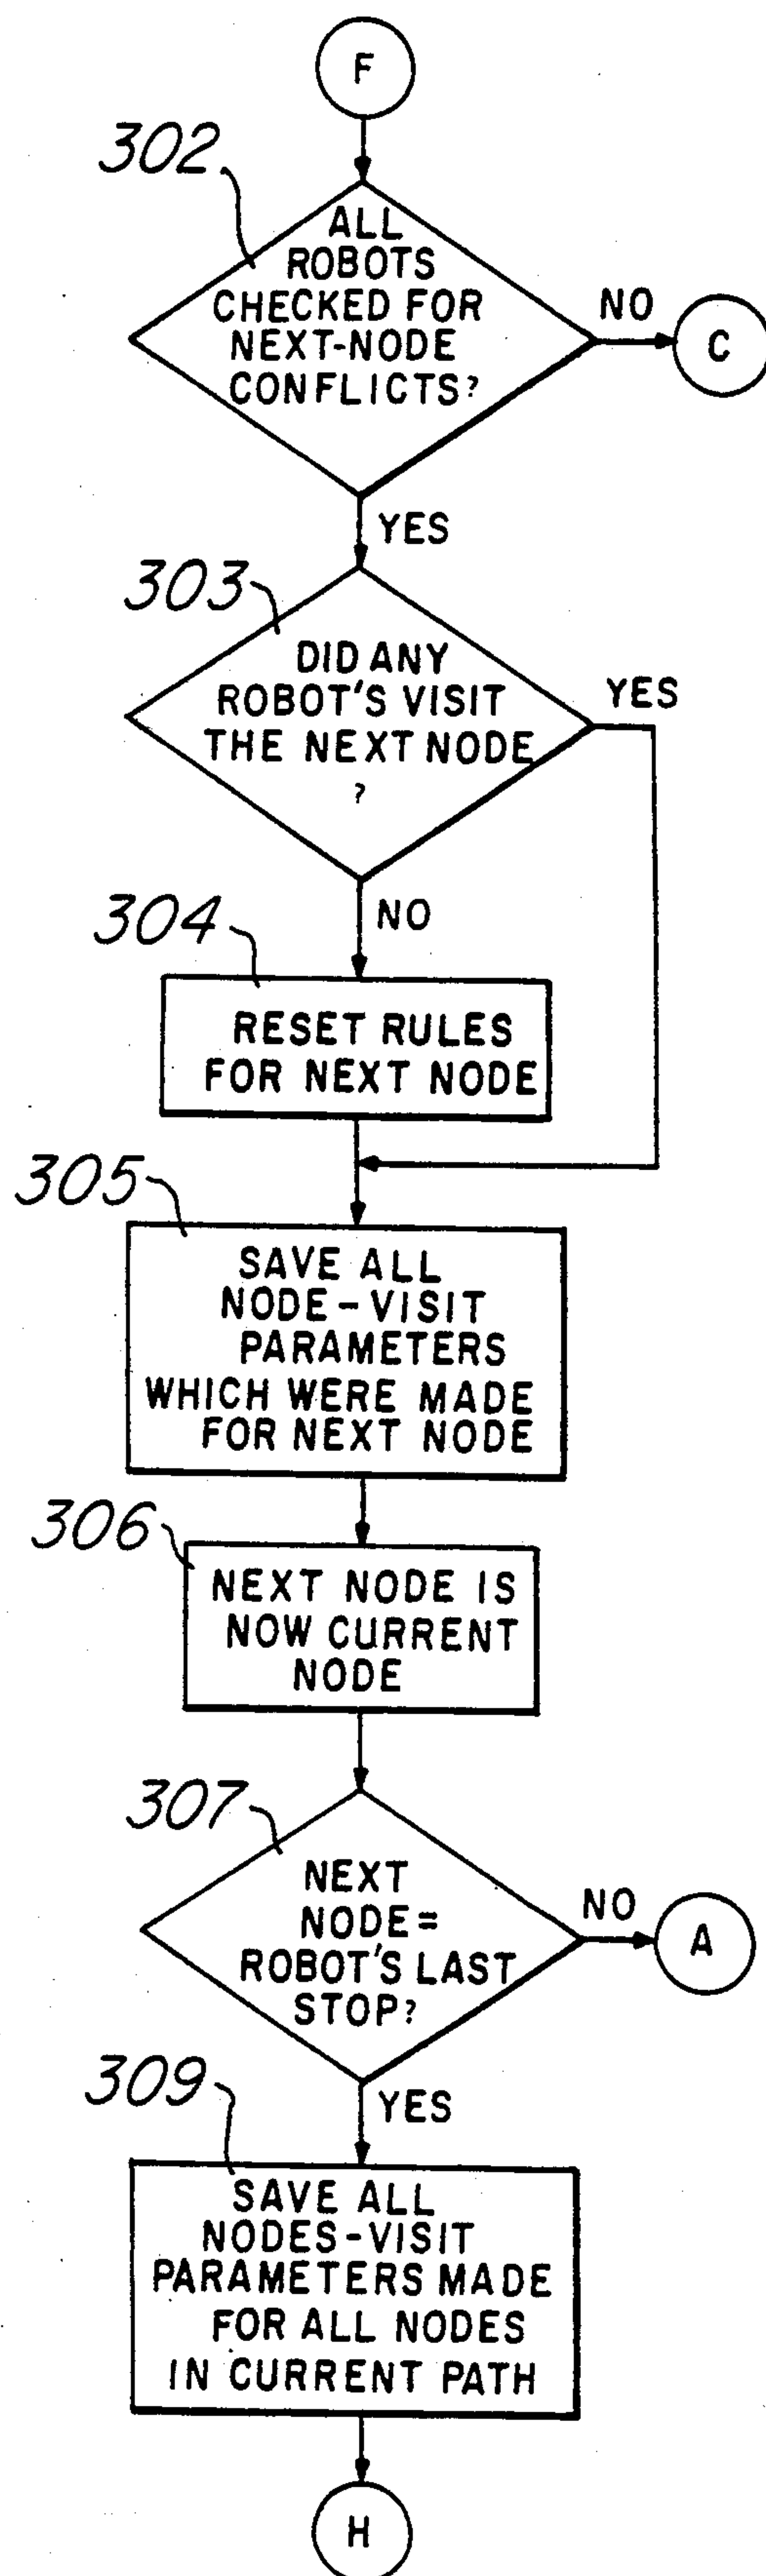 F
302
ALL
ROBOTS
CHECKED FOR
NEXT-NODE
CONFLICTS?
NO
C
YES
303
DID ANY
ROBOT'S VISIT
THE NEXT NODE
?
YES
NO
304
RESET RULES
FOR NEXT NODE
305
SAVE ALL
NODE-VISIT
PARAMETERS
WHICH WERE MADE
FOR NEXT NODE
306
NEXT NODE IS
NOW CURRENT
NODE
307
NEXT
NODE =
ROBOT'S LAST
STOP?
NO
A
YES
309
SAVE ALL
NODES-VISIT
PARAMETERS MADE
FOR ALL NODES
IN CURRENT PATH
H